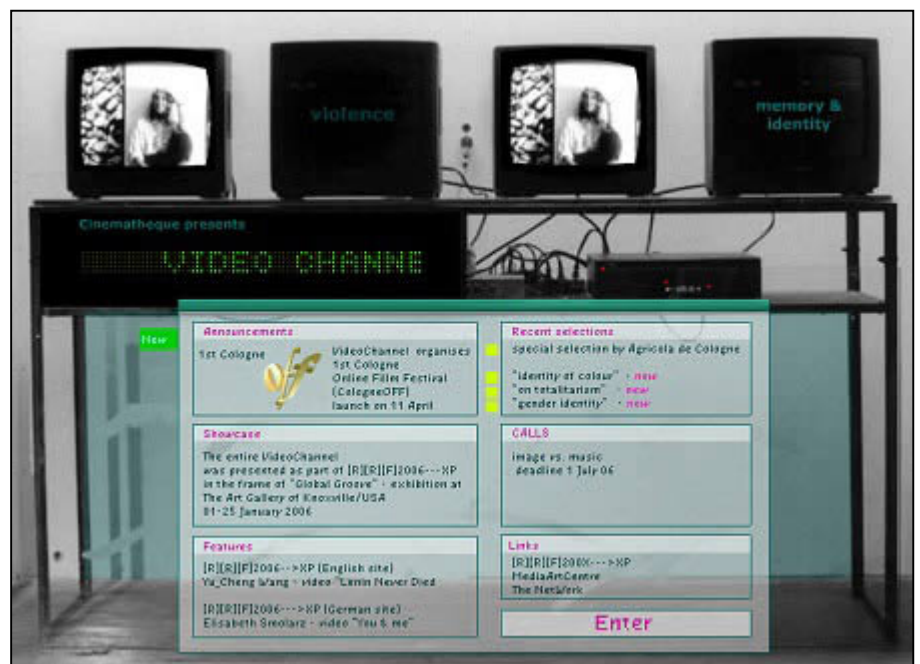 violence
memory &
identity
Cinematheque presents
VIDEO CHANNE
New
Announcements
1st Cologne
off
VideoChannel organises
1st Cologne
Online Film Festival
(CologneOFF)
launch on 11 April
Recent selections
special selection by Agricola de Cologne
"identity of colour" - new
"on totalitarism" - new
"gender identity" - new
Showcase
The entire VideoChannel
was presented as part of [R][R][F]2006--->XP
in the frame of "Global Groove" - exhibition at
The Art Gallery of Knoxville/USA
01-25 January 2006
CALLS
image vs. music
deadline 1 July 06
Features
[R][R][F]2006-->XP (English site)
Yu_Cheng Wang - video "Lenin Never Died
[R][R][F]2006--->XP (German site)
Elisabeth Smolarz - video "You & me"
Links
[R][R][F]200X--->XP
MediaArtCentre
The NetWork
Enter